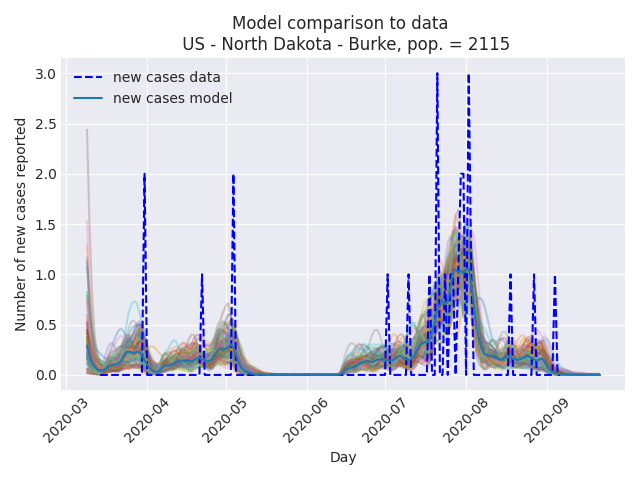 Model comparison to data
US - North Dakota - Burke, pop. = 2115
new cases data
new cases model
Number of new cases reported
3.0
2.5
2.0
1.5
1.0
0.5
0.0
2020-03
2020-04
2020-05
2020-06
2020-07
2020-08
2020-09
Day